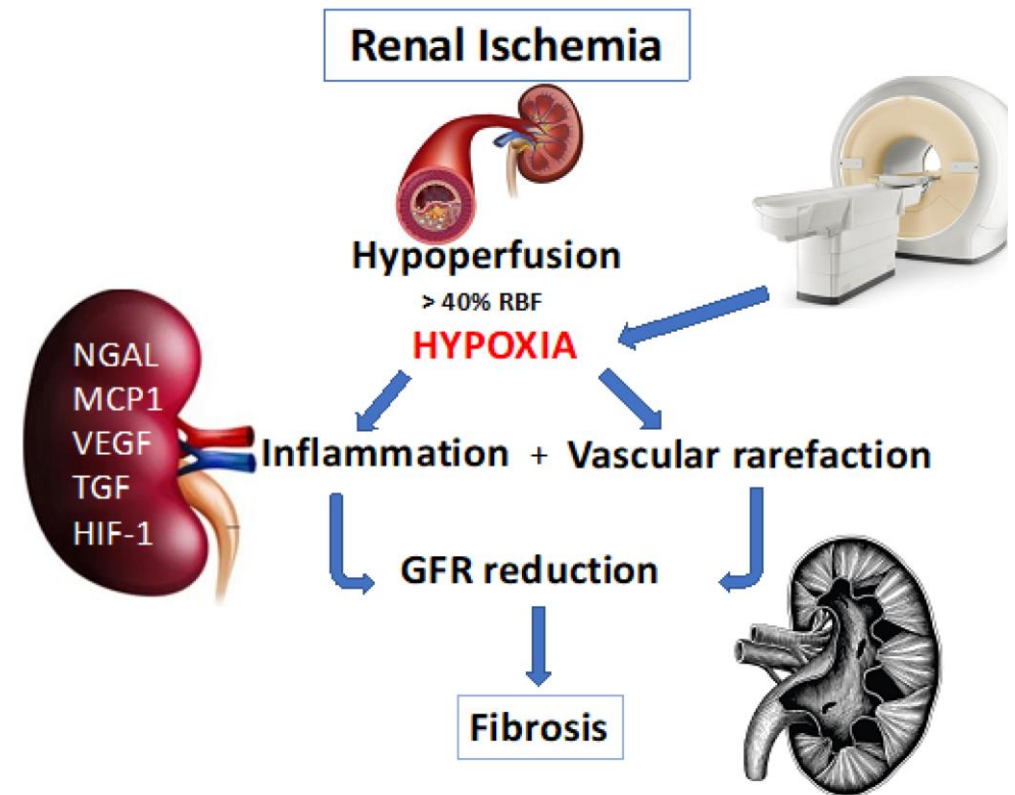 Renal Ischemia
Hypoperfusion
> 40% RBF
HYPOXIA
NGAL
MCP1
VEGF
TGF
HIF-1
Inflammation + Vascular rarefaction
GFR reduction
Fibrosis